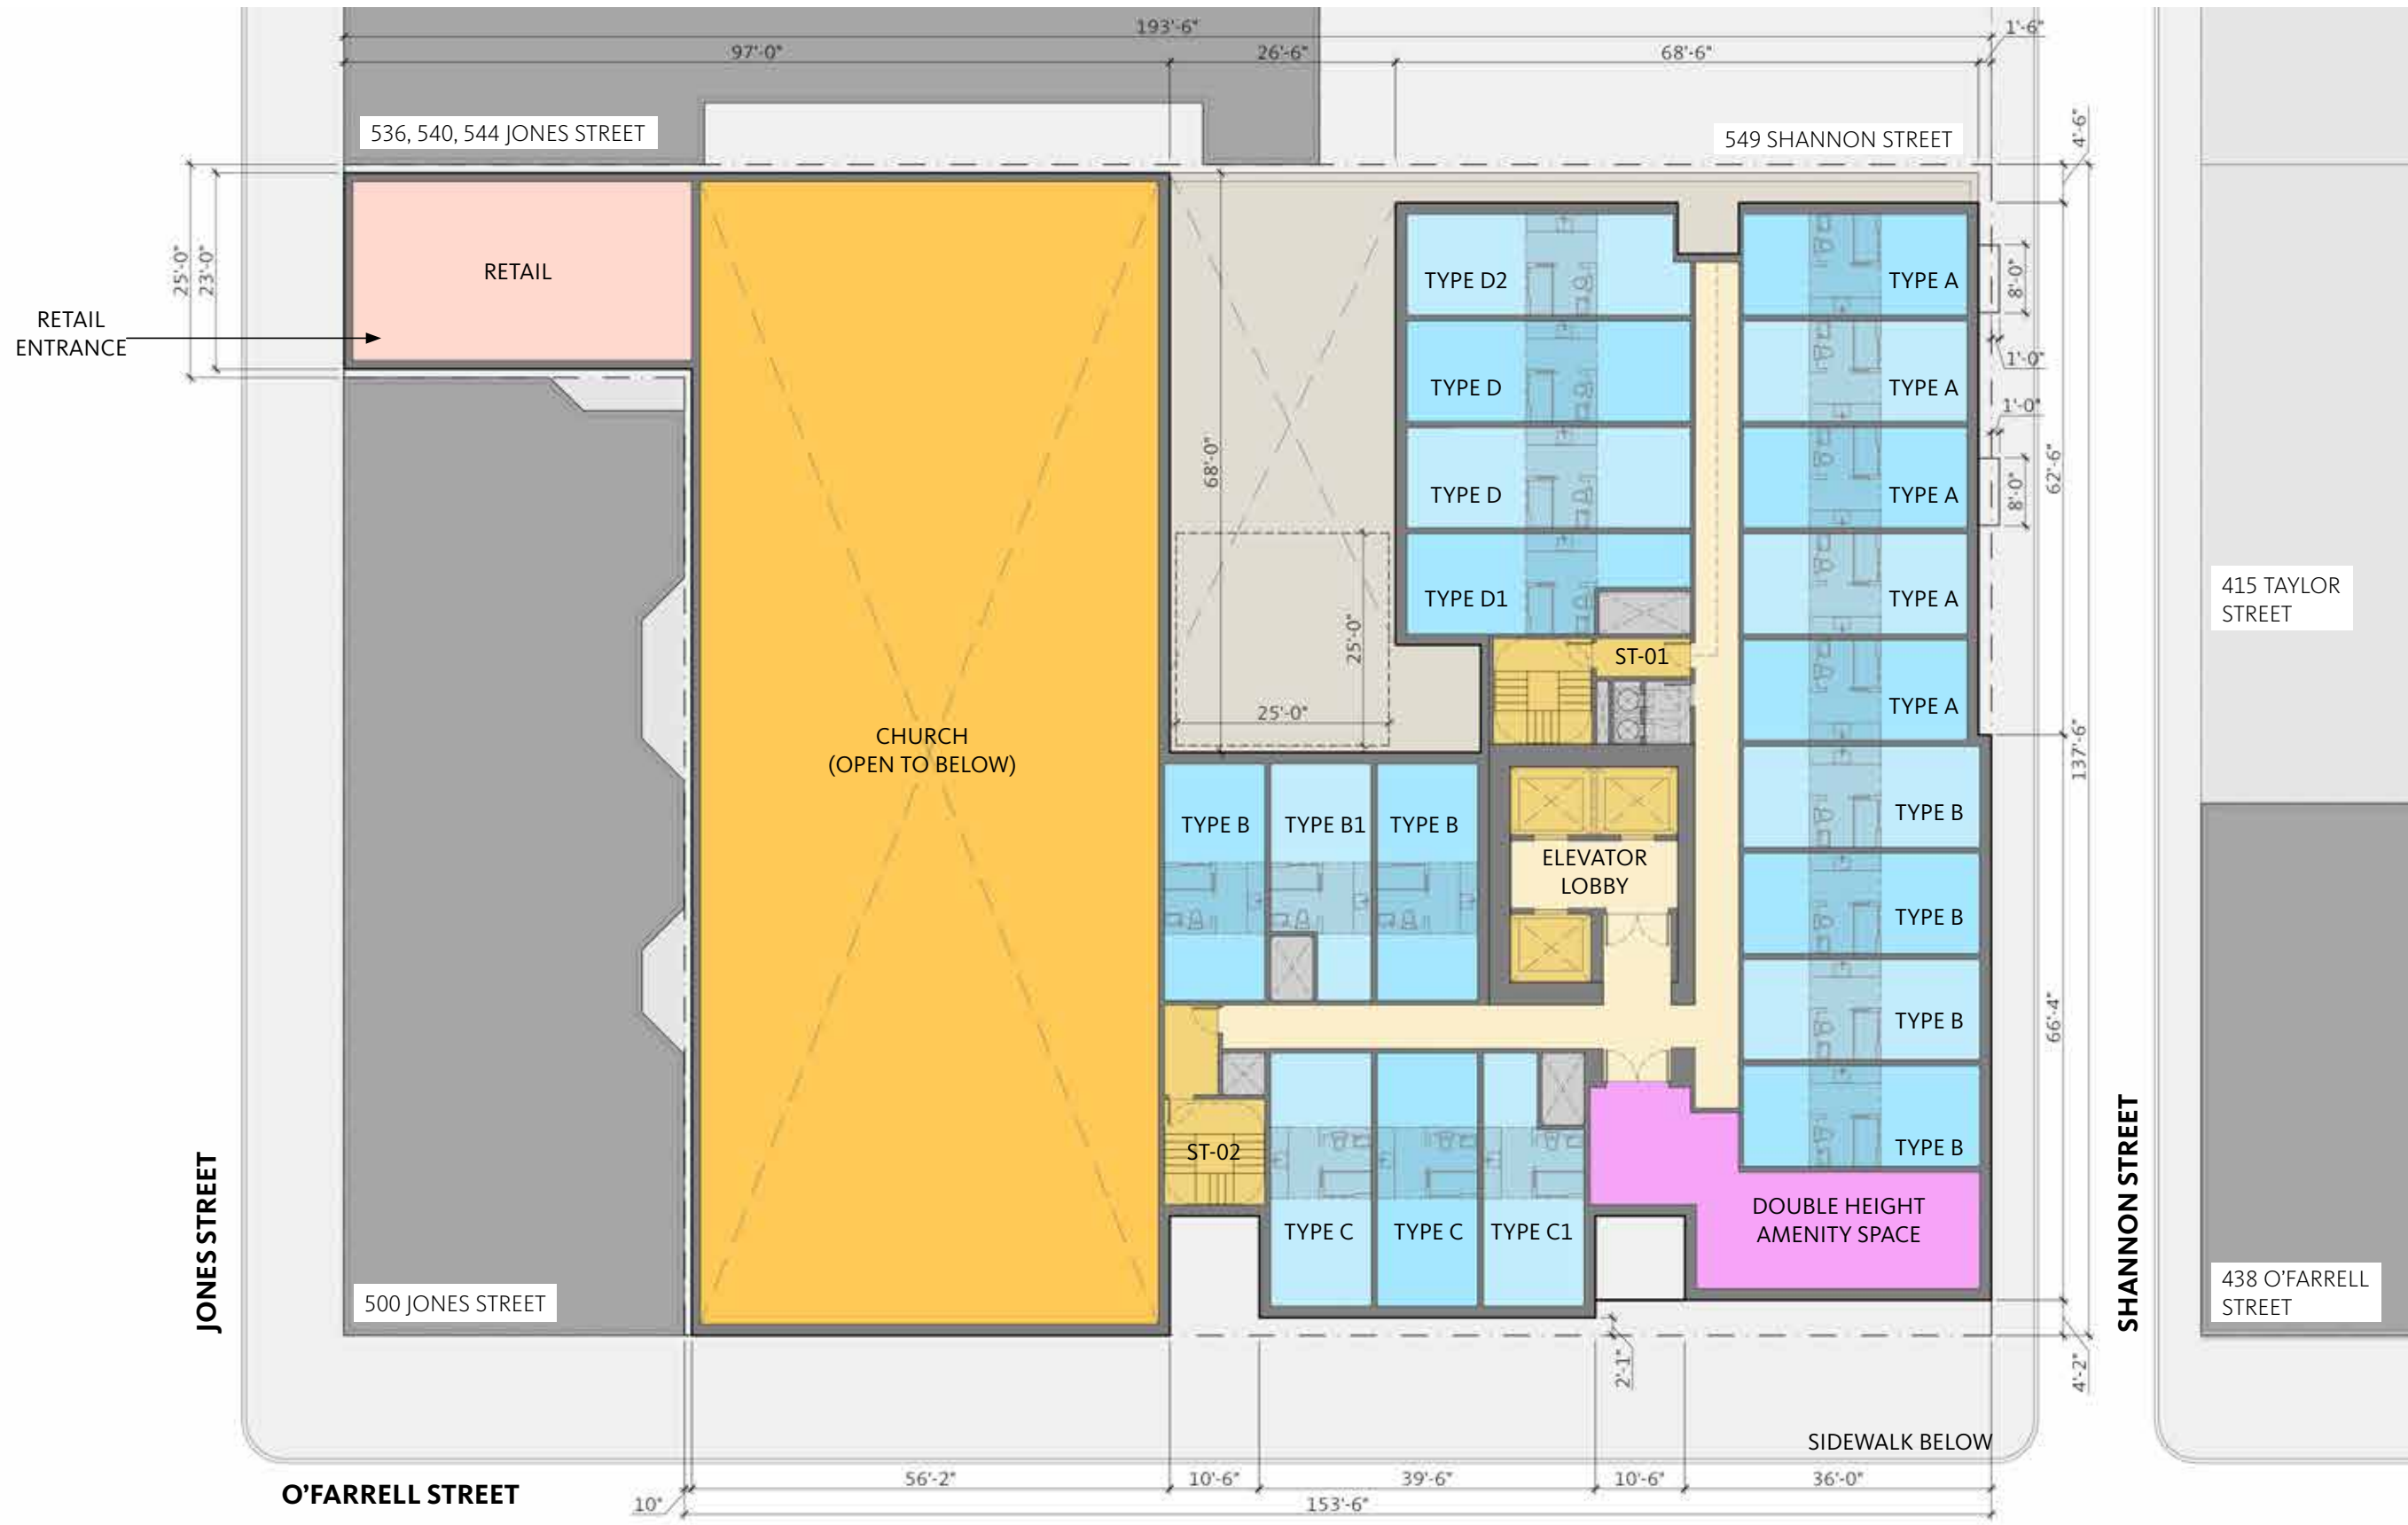 193'-6"
1'-6"
97'-0"
26'-6"
68'-6"
4'-6"
536, 540, 544 JONES STREET
549 SHANNON STREET
25'-0"
23'-0"
RETAIL
RETAIL
ENTRANCE
TYPE D2
TYPE A
8'-0"
1'-0"
TYPE D
TYPE A
1'-0"
68'-0"
TYPE D
TYPE A
8'-0"
62'-6"
TYPE D1
TYPE A
415 TAYLOR
STREET
25'-0"
ST-01
25'-0"
TYPE A
CHURCH
(OPEN TO BELOW)
137'-6"
TYPE B
TYPE B1
TYPE B
TYPE B
ELEVATOR
LOBBY
TYPE B
TYPE B
66'-4"
ST-02
TYPE B
TYPE C
TYPE C
TYPE C1
DOUBLE HEIGHT
AMENITY SPACE
JONES STREET
SHANNON STREET
500 JONES STREET
438 O'FARRELL
STREET
2'-1"
4'-2"
SIDEWALK BELOW
O'FARRELL STREET
10"
56'-2"
10'-6"
39'-6"
10'-6"
36'-0"
153'-6"